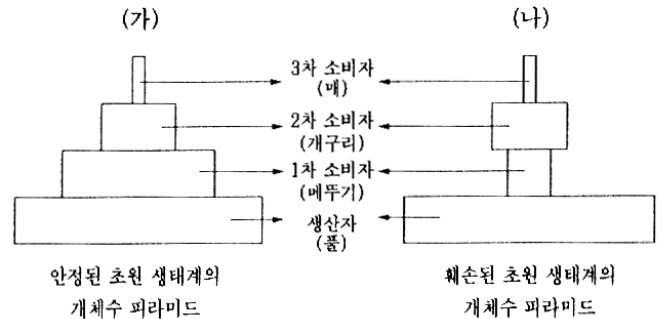 (가)
(나)
3차 소비자
(매)
2차 소비자
(개구리)
1차 소비자
(메뚜기)
생산자
(풀)
안정된 초원 생태계의
개체수 피라미드
훼손된 초원 생태계의
개체수 피라미드